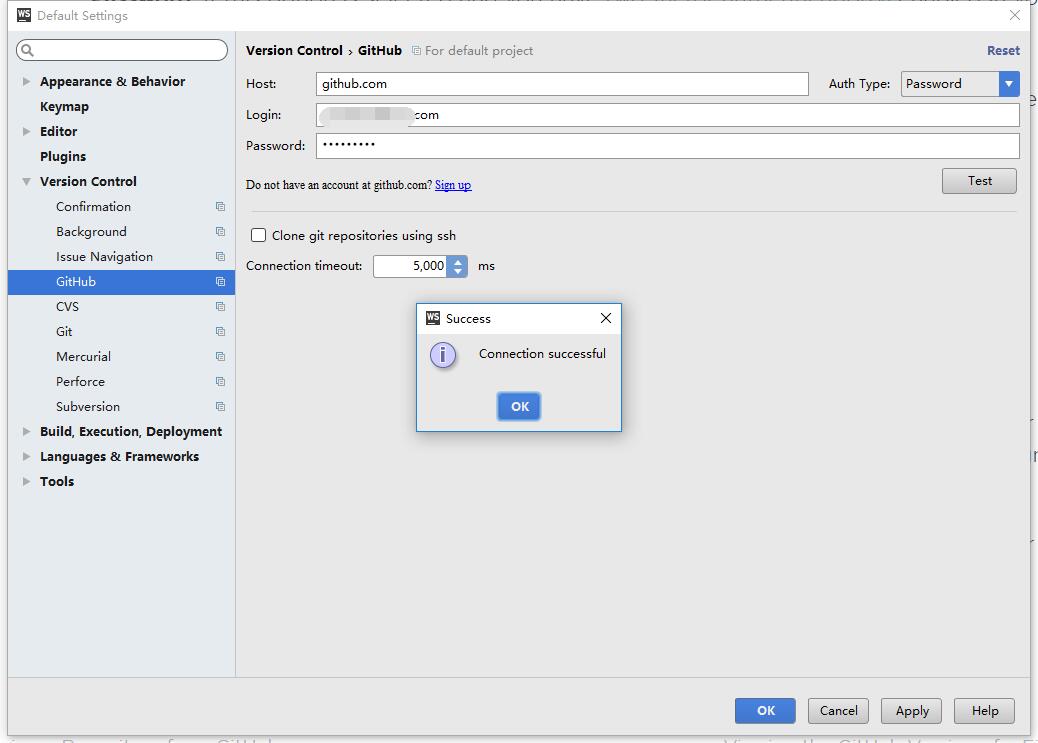 WS Default Settings
Version Control › GitHub For default project Reset
Appearance & Behavior
Keymap
Editor
Plugins
Version Control
Confirmation
Background
Issue Navigation
GitHub
CVS
Git
Mercurial
Perforce
Subversion
Build, Execution, Deployment
Languages & Frameworks
Tools
Host: github.com Auth Type: Password
Login: com
Password: •••••••••
Do not have an account at github.com? Sign up Test
Clone git repositories using ssh
Connection timeout: 5,000 ms
WS Success
Connection successful
OK
OK Cancel Apply Help